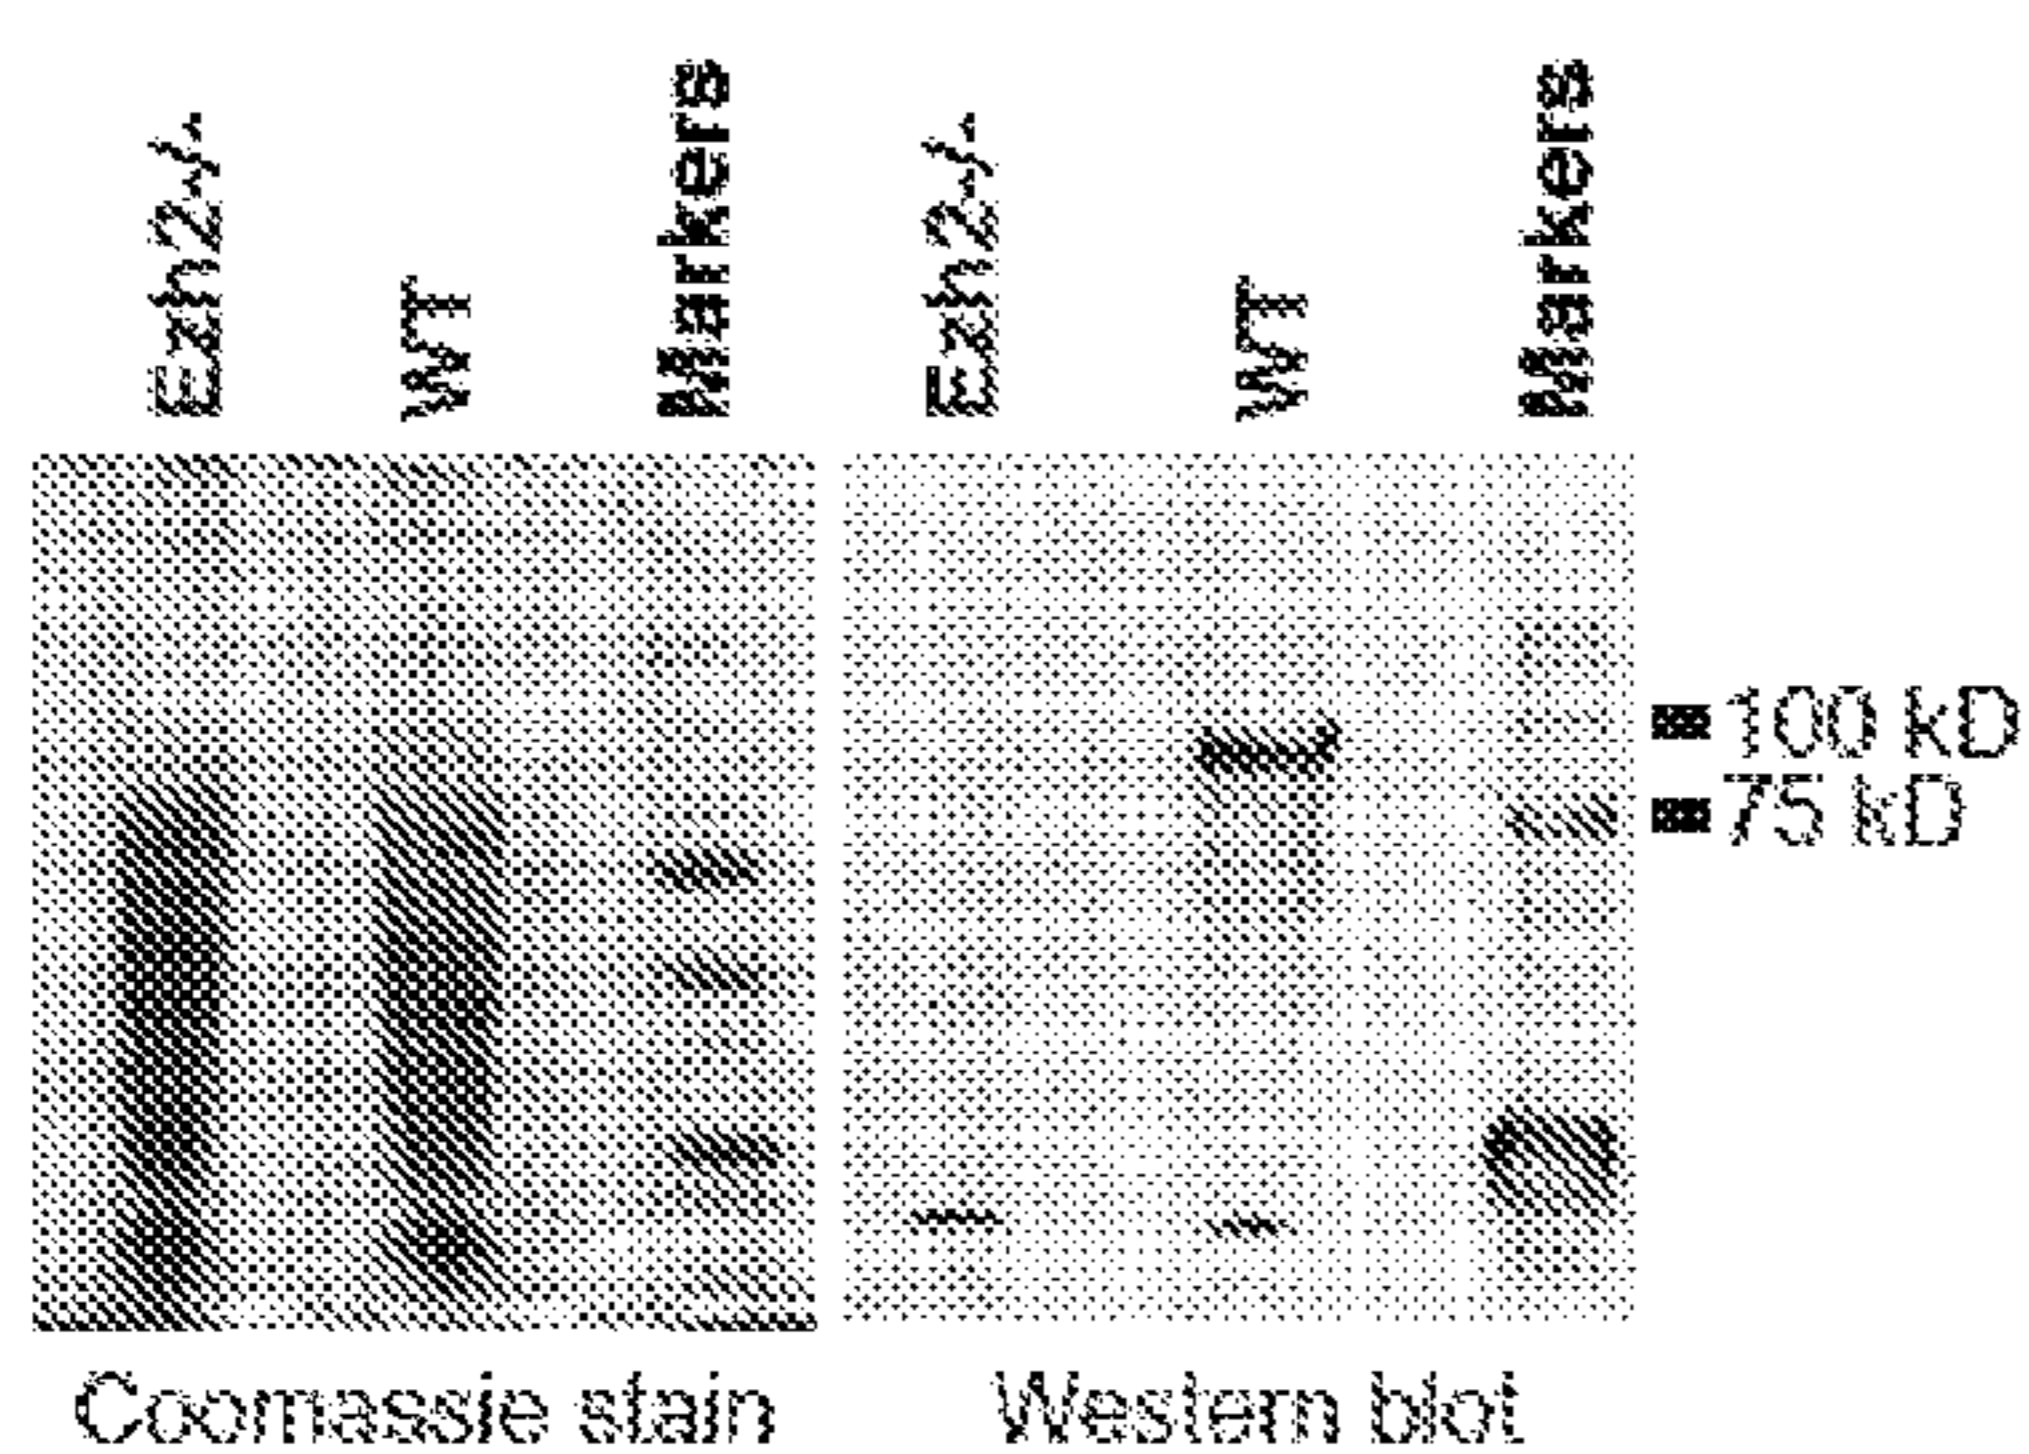 Ezh2-/-
WT
Markers
Ezh2-/-
WT
Markers
100 kD
75 kD
Coomassie stain
Western blot